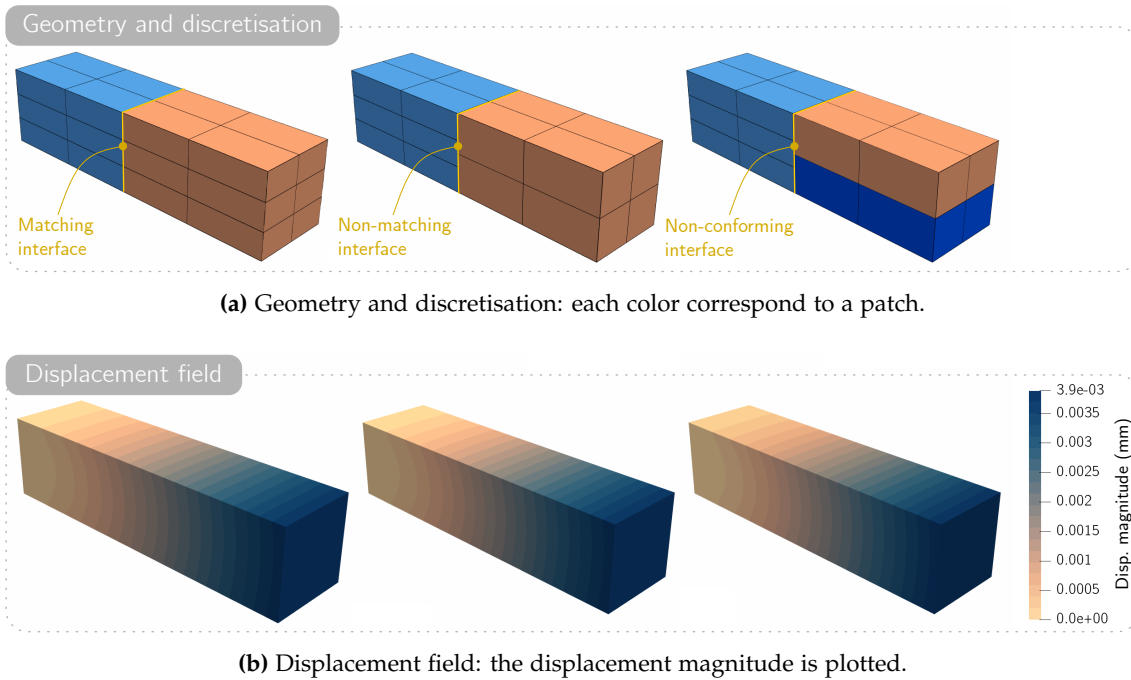 Geometry and discretisation
Matching
interface
Non-matching
interface
Non-conforming
interface
(a) Geometry and discretisation: each color correspond to a patch.
Displacement field
3.9e-03
0.0035
0.003
0.0025
0.002
0.0015
0.001
0.0005
0.0e+00
Disp. magnitude (mm)
(b) Displacement field: the displacement magnitude is plotted.